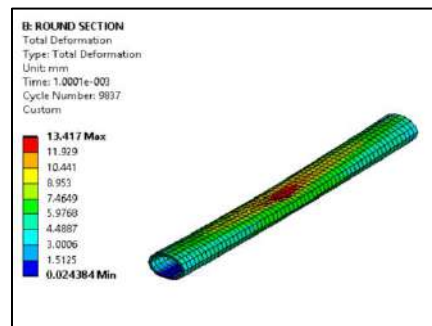 B: ROUND SECTION
Total Deformation
Type: Total Deformation
Unit: mm
Time: 1.0001e-003
Cycle Number: 9837
Custom
13.417 Max
11.929
10.441
8.953
7.4649
5.9768
4.4887
3.0006
1.5125
0.024384 Min